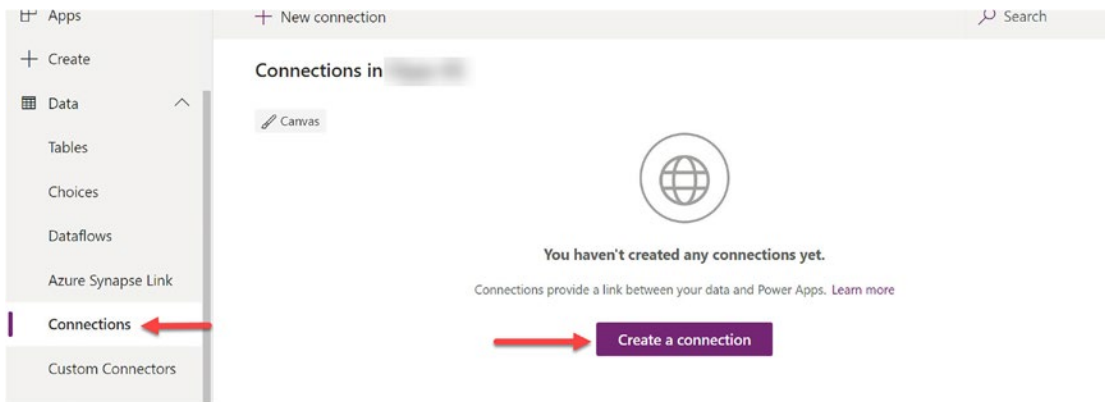 Apps
Create
Data
Tables
Choices
Dataflows
Azure Synapse Link
Connections
Custom Connectors
New connection
Search
Connections in
Canvas
You haven't created any connections yet.
Connections provide a link between your data and Power Apps. Learn more
Create a connection